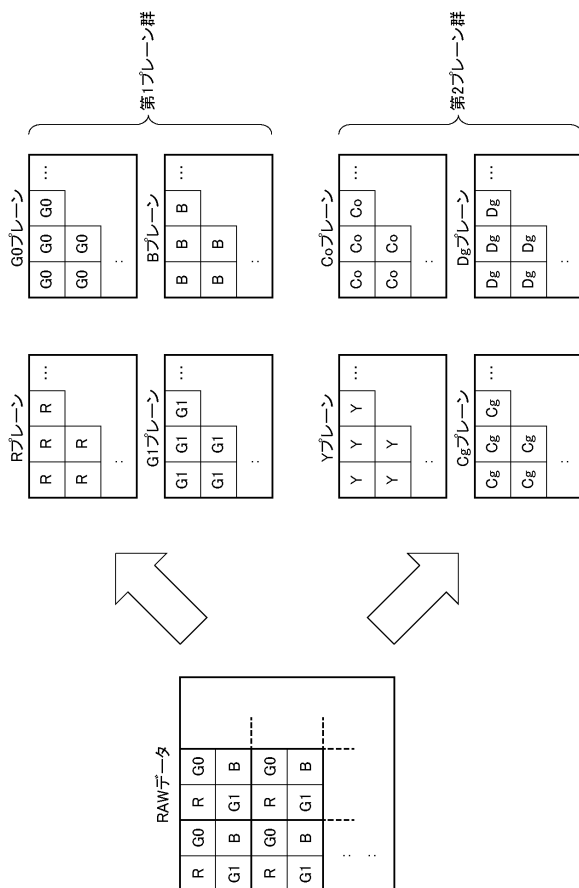 RAWデータ
R G0 R G0
G1 B G1 B
R G0 R G0
G1 B G1 B
: :
Rプレーン
R R R …
R R
:
G0プレーン
G0 G0 G0 …
G0 G0
:
G1プレーン
G1 G1 G1 …
G1 G1
:
Bプレーン
B B B …
B B
:
第1プレーン群
Yプレーン
Y Y Y …
Y Y
:
Coプレーン
Co Co Co …
Co Co
:
Cgプレーン
Cg Cg Cg …
Cg Cg
:
Dgプレーン
Dg Dg Dg …
Dg Dg
:
第2プレーン群